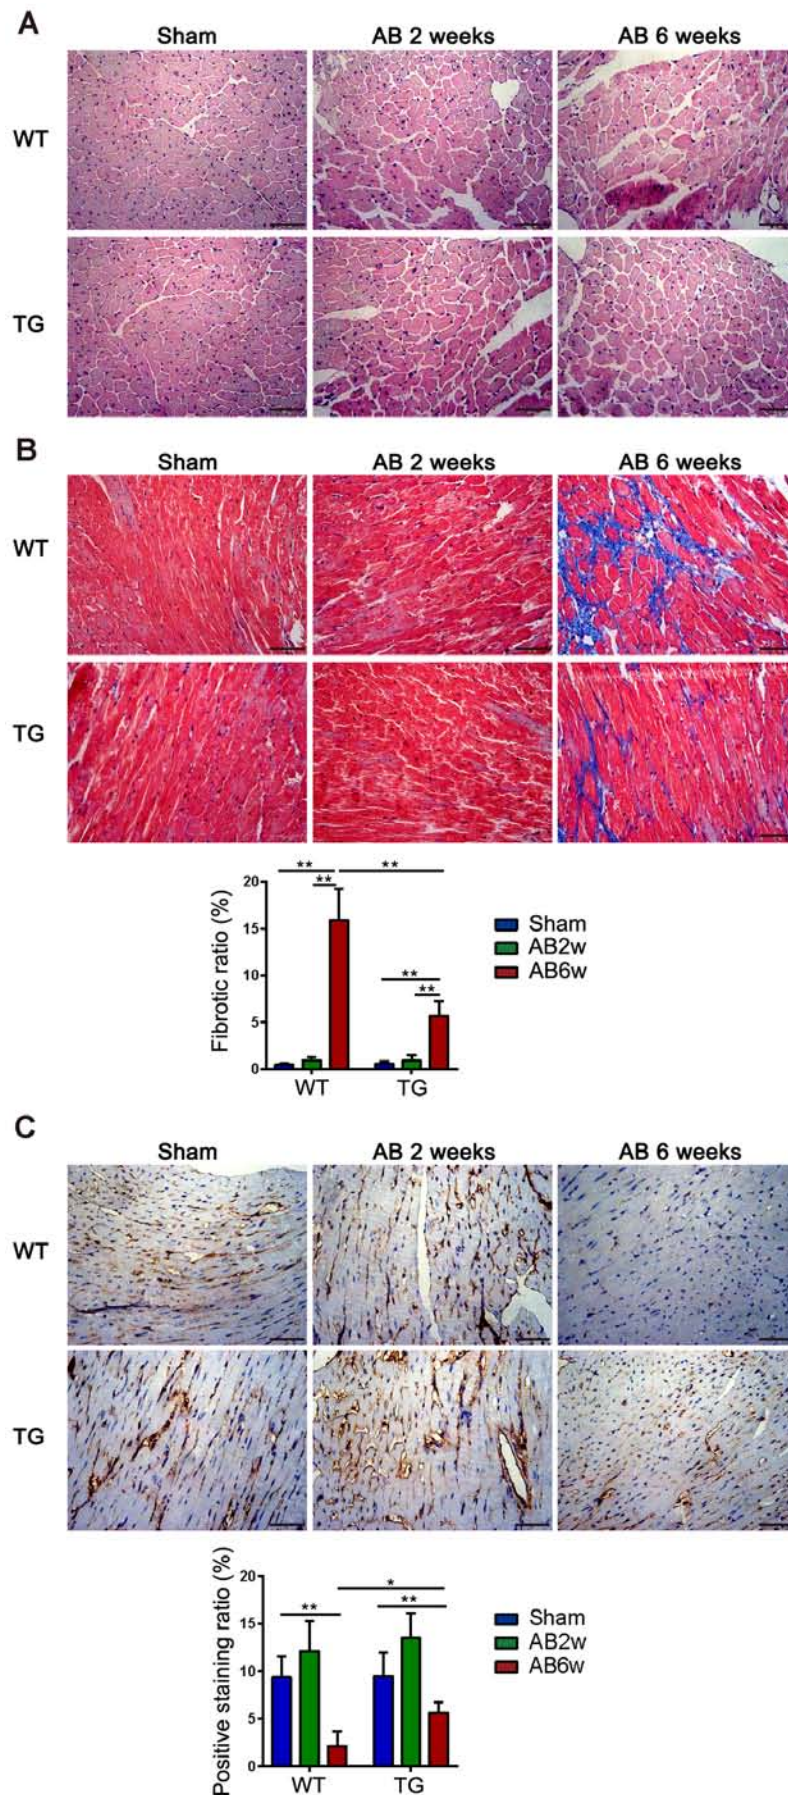 A
Sham AB 2 weeks AB 6 weeks
WT
TG
B
Sham AB 2 weeks AB 6 weeks
WT
TG
** **
**
20
15
10
5
0
Fibrotic ratio (%)
**
**
WT TG
Sham
AB2w
AB6w
C
Sham AB 2 weeks AB 6 weeks
WT
TG
20
15
10
5
0
Positive staining ratio (%)
*
** **
WT TG
Sham
AB2w
AB6w